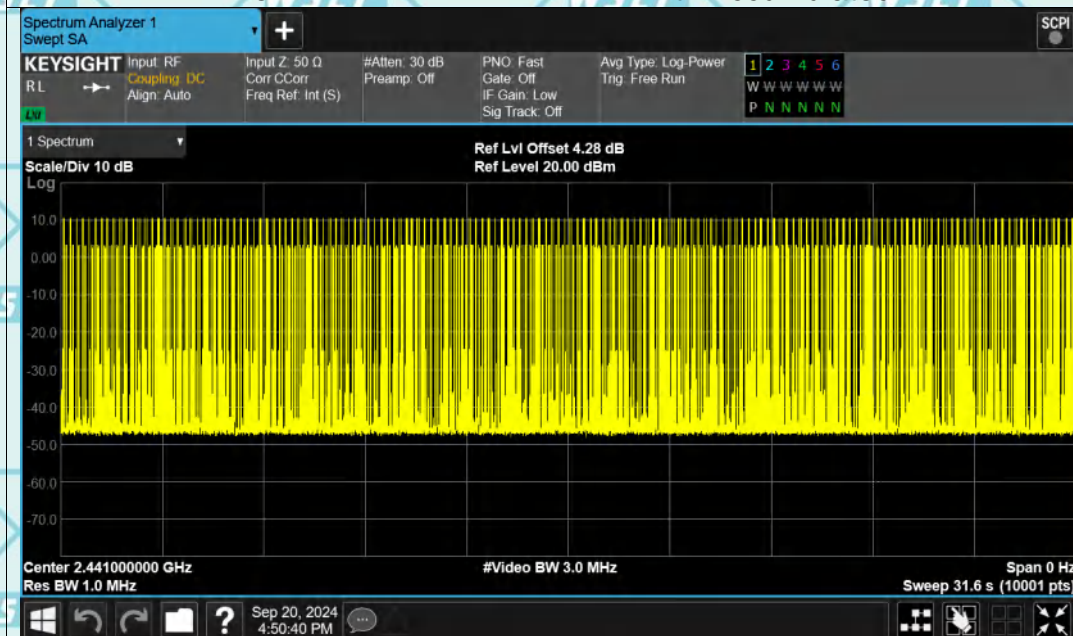 Spectrum Analyzer 1
Swept SA
+
SCPI
KEYSIGHT Input: RF Input Z: 50 Ω #Atten: 30 dB PNO: Fast Avg Type: Log-Power 1 2 3 4 5 6
RL Coupling: DC Corr CCorr Preamp: Off Gate: Off Trig: Free Run W W W W W W
Align: Auto Freq Ref: Int (S) IF Gain: Low P N N N N N
LXI Sig Track: Off
1 Spectrum Ref Lvl Offset 4.28 dB
Scale/Div 10 dB Ref Level 20.00 dBm
Log
10.0
0.00
-10.0
-20.0
-30.0
-40.0
-50.0
-60.0
-70.0
Center 2.441000000 GHz #Video BW 3.0 MHz Span 0 Hz
Res BW 1.0 MHz Sweep 31.6 s (10001 pts)
? Sep 20, 2024
4:50:40 PM